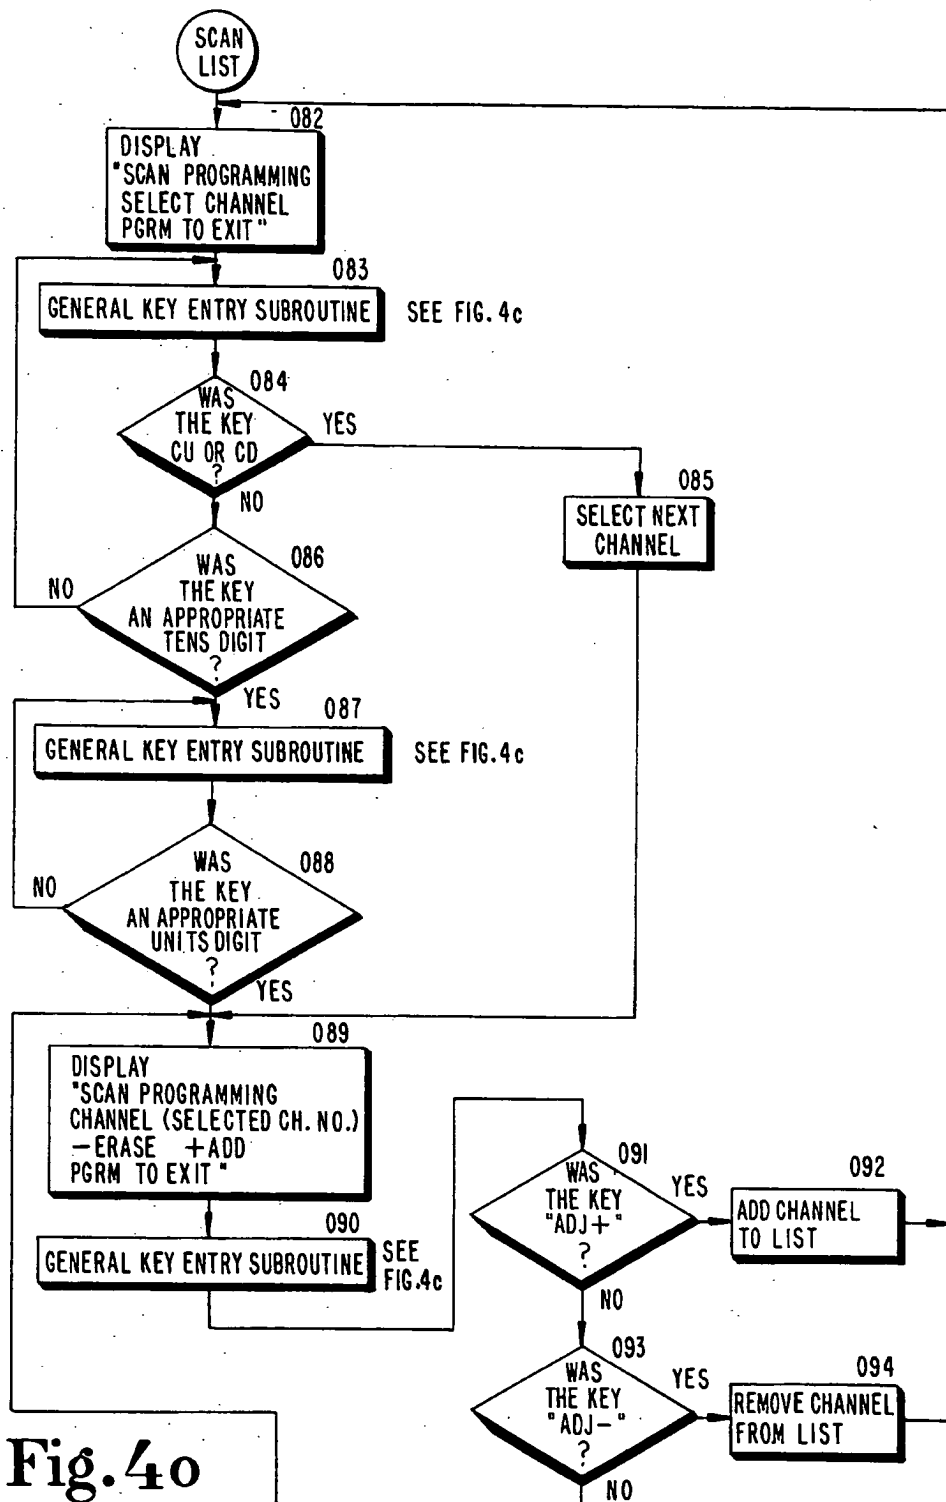 SCAN
LIST
082
DISPLAY
"SCAN PROGRAMMING
SELECT CHANNEL
PGRM TO EXIT"
083
GENERAL KEY ENTRY SUBROUTINE
SEE FIG. 4c
084
WAS
THE KEY
CU OR CD
?
YES
NO
085
SELECT NEXT
CHANNEL
086
WAS
THE KEY
AN APPROPRIATE
TENS DIGIT
?
NO
YES
087
GENERAL KEY ENTRY SUBROUTINE
SEE FIG. 4c
088
WAS
THE KEY
AN APPROPRIATE
UNITS DIGIT
?
NO
YES
089
DISPLAY
"SCAN PROGRAMMING
CHANNEL (SELECTED CH. NO.)
—ERASE +ADD
PGRM TO EXIT"
090
GENERAL KEY ENTRY SUBROUTINE
SEE
FIG.4c
091
WAS
THE KEY
"ADJ+"
?
YES
NO
092
ADD CHANNEL
TO LIST
093
WAS
THE KEY
"ADJ-"
?
YES
NO
094
REMOVE CHANNEL
FROM LIST
Fig. 4o